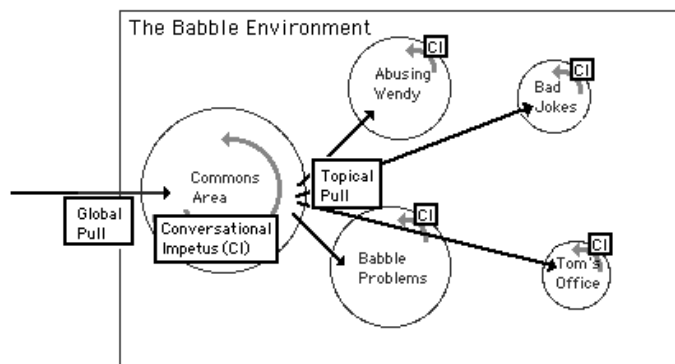 The Babble Environment
CI
Abusing
Wendy
CI
Bad
Jokes
Commons
Area
Topical
Pull
Global
Pull
Conversational
Impetus (CI)
CI
Babble
Problems
CI
Tom's
Office